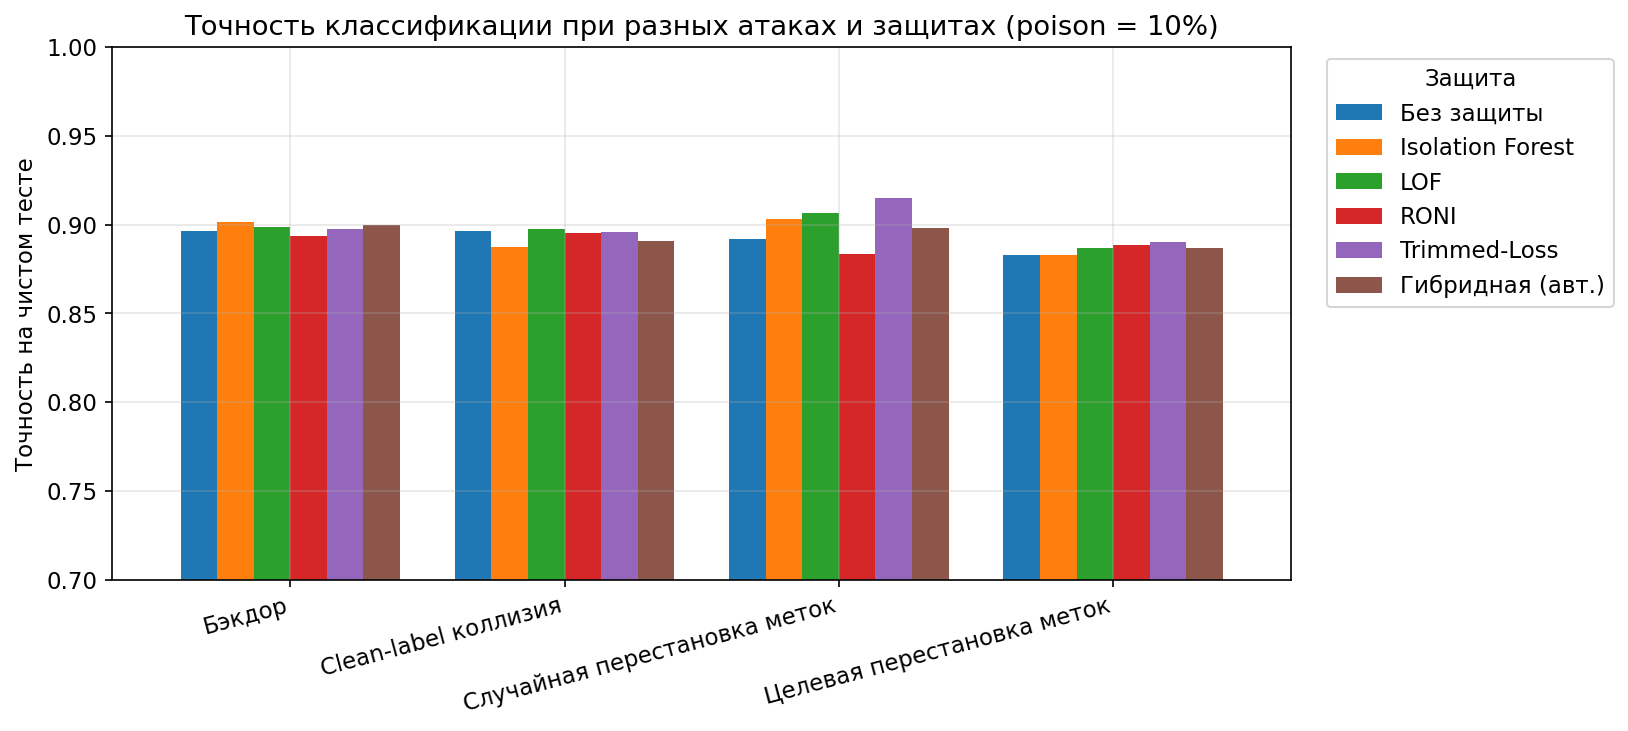 Точность классификации при разных атаках и защитах (poison = 10%)
Точность на чистом тесте
1.00
0.95
0.90
0.85
0.80
0.75
0.70
Бэкдор
Clean-label коллизия
Случайная перестановка меток
Целевая перестановка меток
Защита
Без защиты
Isolation Forest
LOF
RONI
Trimmed-Loss
Гибридная (авт.)